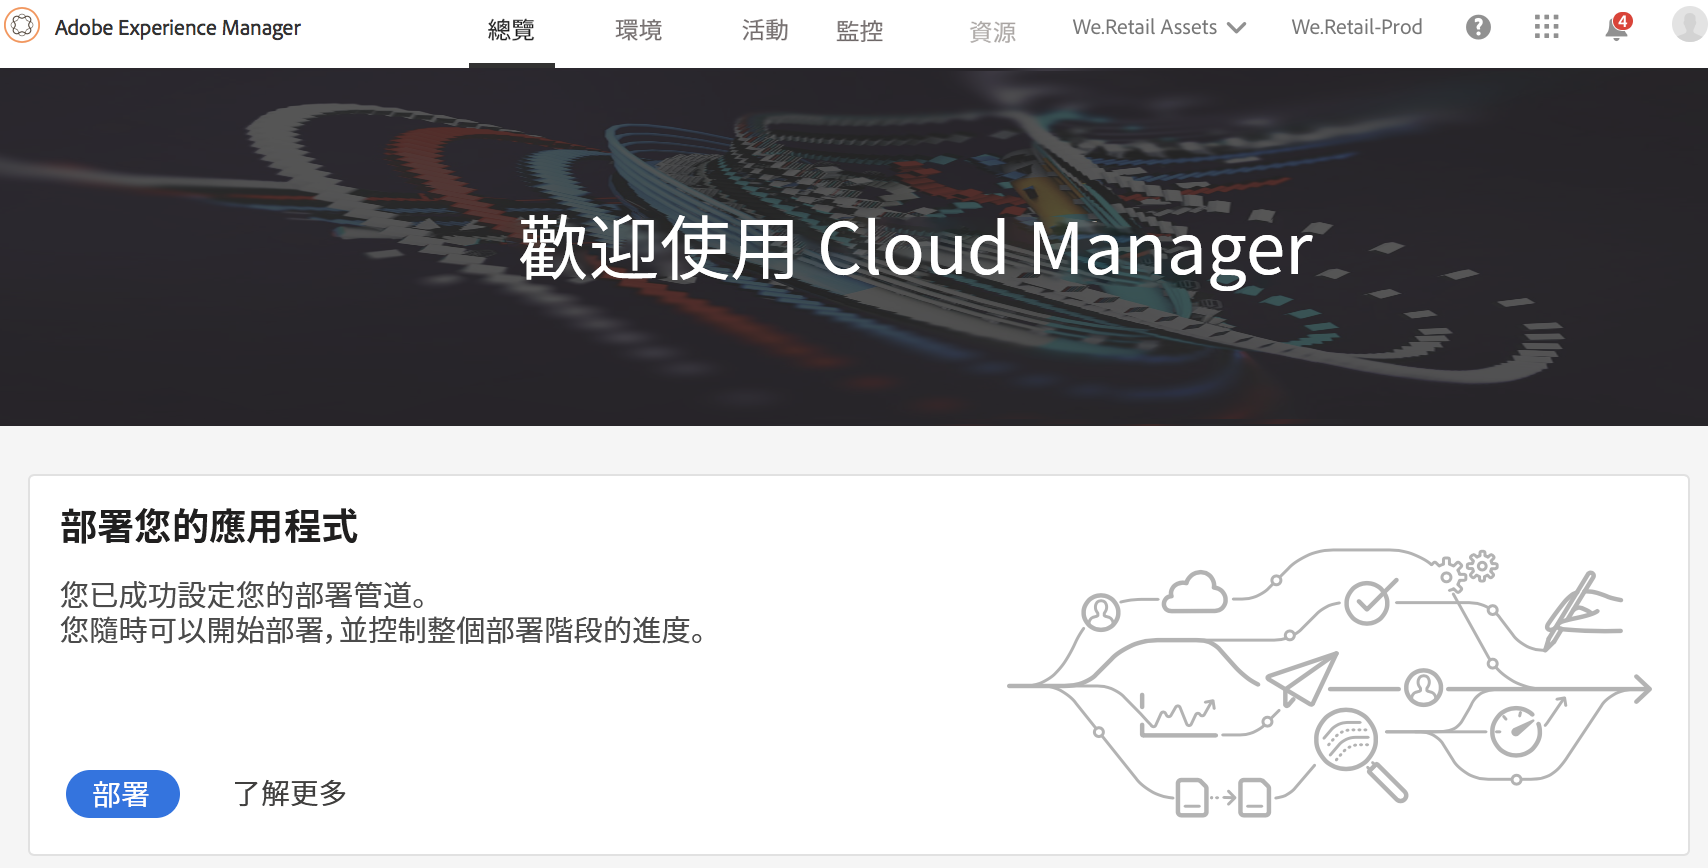 Adobe Experience Manager
總覽
環境
活動
監控
資源
We.Retail Assets
We.Retail-Prod
?
4
歡迎使用 Cloud Manager
部署您的應用程式
您已成功設定您的部署管道。
您隨時可以開始部署，並控制整個部署階段的進度。
部署
了解更多